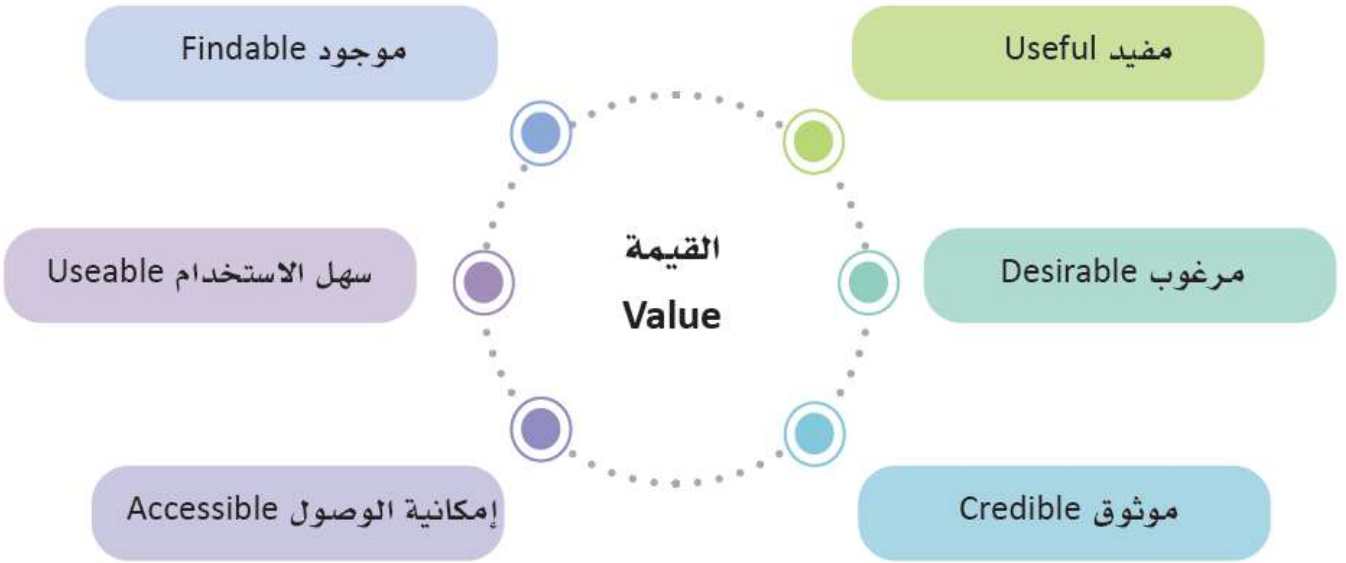 مفيد Useful
موجود Findable
مرغوب Desirable
القيمة
Value
سهل الاستخدام Useable
موثوق Credible
إمكانية الوصول Accessible